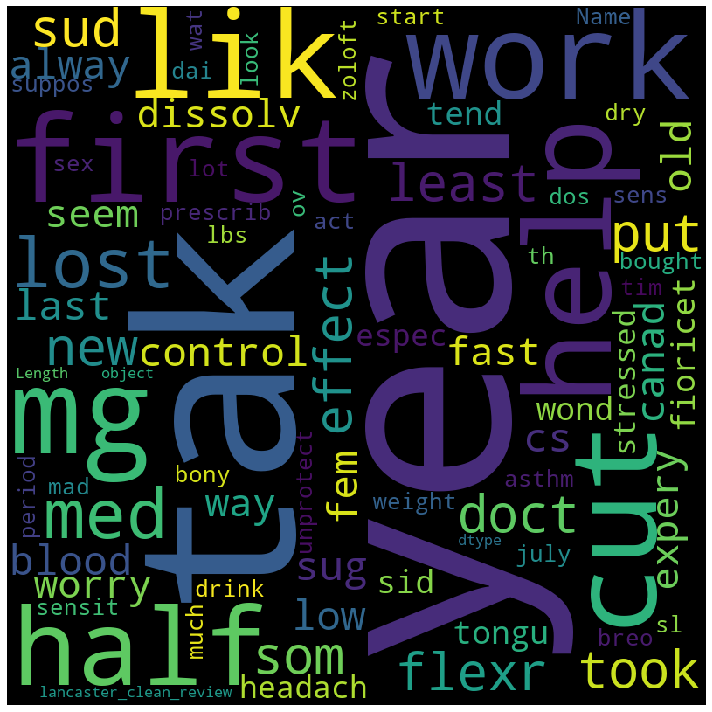 sud
lik
wat
look
zoloft
start
Name
work
alway
suppos
dai
dissolv
tend
dry
old
first
sex
lot
least
dos
sens
put
seem
prescrib
ov
act
lbs
help
th
bought
lost
year
tim
last
tak
effect
espec
new
control
fast
canad
fioricet
stressed
Length
object
mg
wond
cs
cut
period
mad
bony
fem
asthm
med
way
unprotect
weight
doct
expery
blood
dtype
july
worry
drink
sug
sid
sensit
much
low
tongu
breo
sl
half
som
flexr
took
headach
lancaster_clean_review